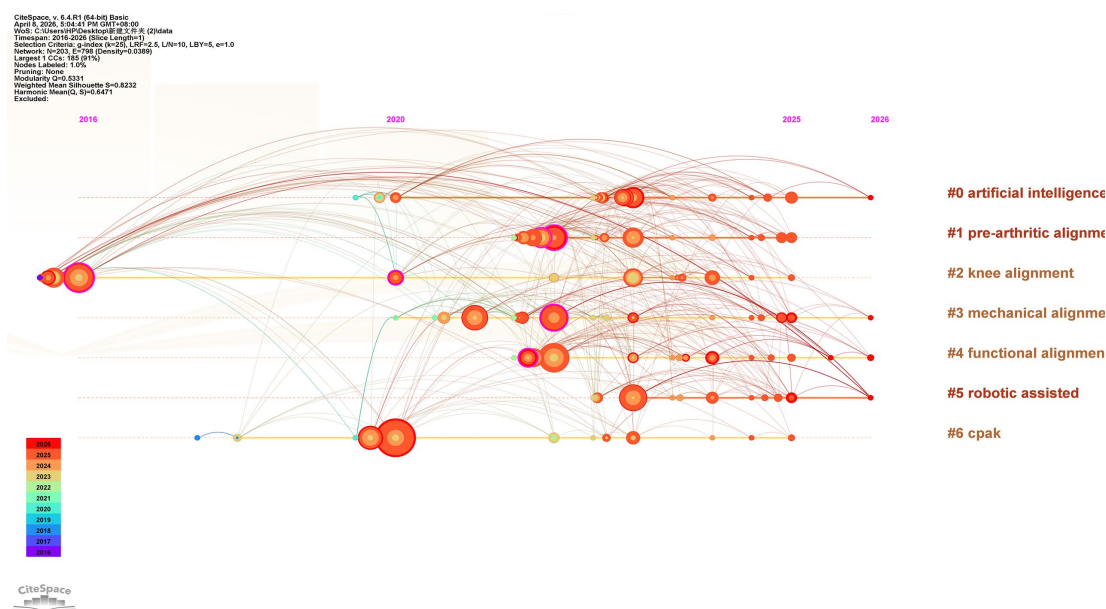 CiteSpace, v. 6.4.R1 (64-bit) Basic
April 8, 2026, 5:04:41 PM GMT+08:00
WoS: C:\Users\HP\Desktop\新建文件夹 (2)\data
Timespan: 2016-2026 (Slice Length=1)
Selection Criteria: g-index (k=25), LRF=2.5, L/N=10, LBY=5, e=1.0
Network: N=203, E=798 (Density=0.0389)
Largest 1 CCs: 185 (91%)
Nodes Labeled: 1.0%
Pruning: None
Modularity Q=0.5331
Weighted Mean Silhouette S=0.8232
Harmonic Mean(Q, S)=0.6471
Excluded:
2016 2020 2025 2026
#0 artificial intelligence
#1 pre-arthritic alignme
#2 knee alignment
#3 mechanical alignme
#4 functional alignmen
#5 robotic assisted
#6 cpak
2026
2025
2024
2023
2022
2021
2020
2019
2018
2017
2016
CiteSpace